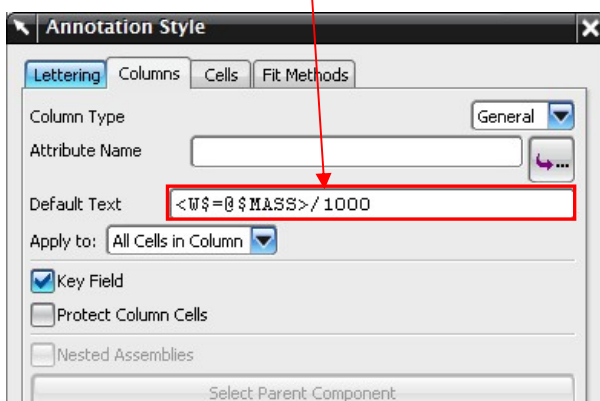 Annotation Style
Lettering Columns Cells Fit Methods
Column Type General
Attribute Name ...
Default Text <W$=@$MASS>/1000
Apply to: All Cells in Column
Key Field
Protect Column Cells
Nested Assemblies
Select Parent Component